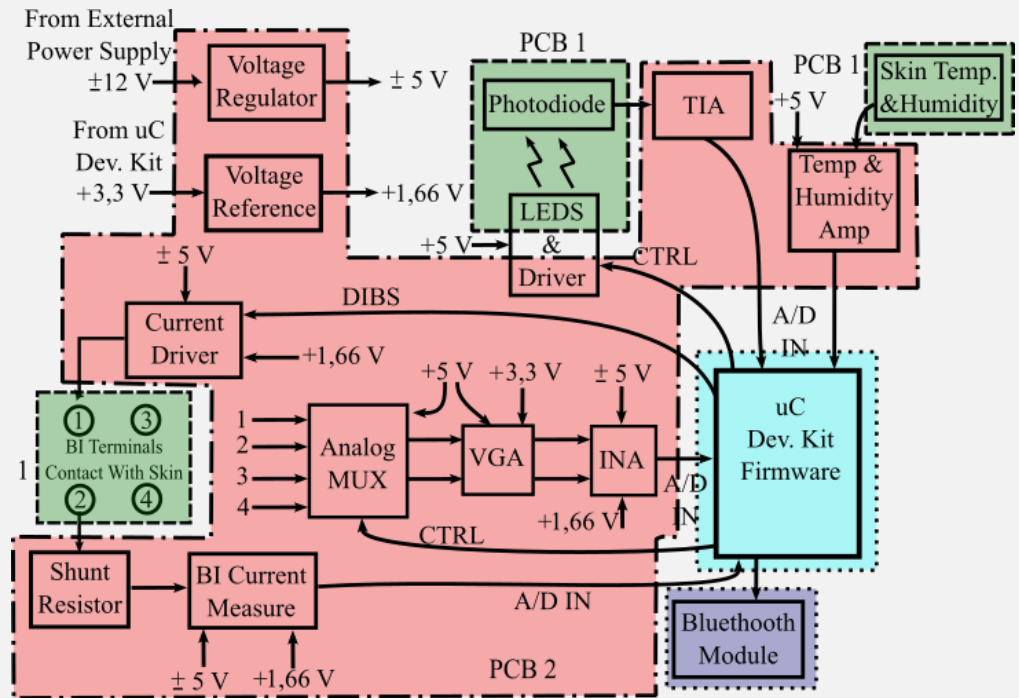 From External
Power Supply
±12 V
Voltage
Regulator
± 5 V
From uC
Dev. Kit
+3,3 V
Voltage
Reference
+1,66 V
PCB 1
Photodiode
LEDS
&
Driver
+5 V
TIA
PCB 1
Skin Temp.
&Humidity
+5 V
Temp &
Humidity
Amp
CTRL
A/D
IN
± 5 V
DIBS
Current
Driver
+1,66 V
1
3
BI Terminals
Contact With Skin
2
4
1
1
2
3
4
Analog
MUX
+5 V
VGA
+3,3 V
± 5 V
INA
+1,66 V
A/D
IN
uC
Dev. Kit
Firmware
CTRL
Shunt
Resistor
BI Current
Measure
A/D IN
± 5 V
+1,66 V
PCB 2
Bluethooth
Module